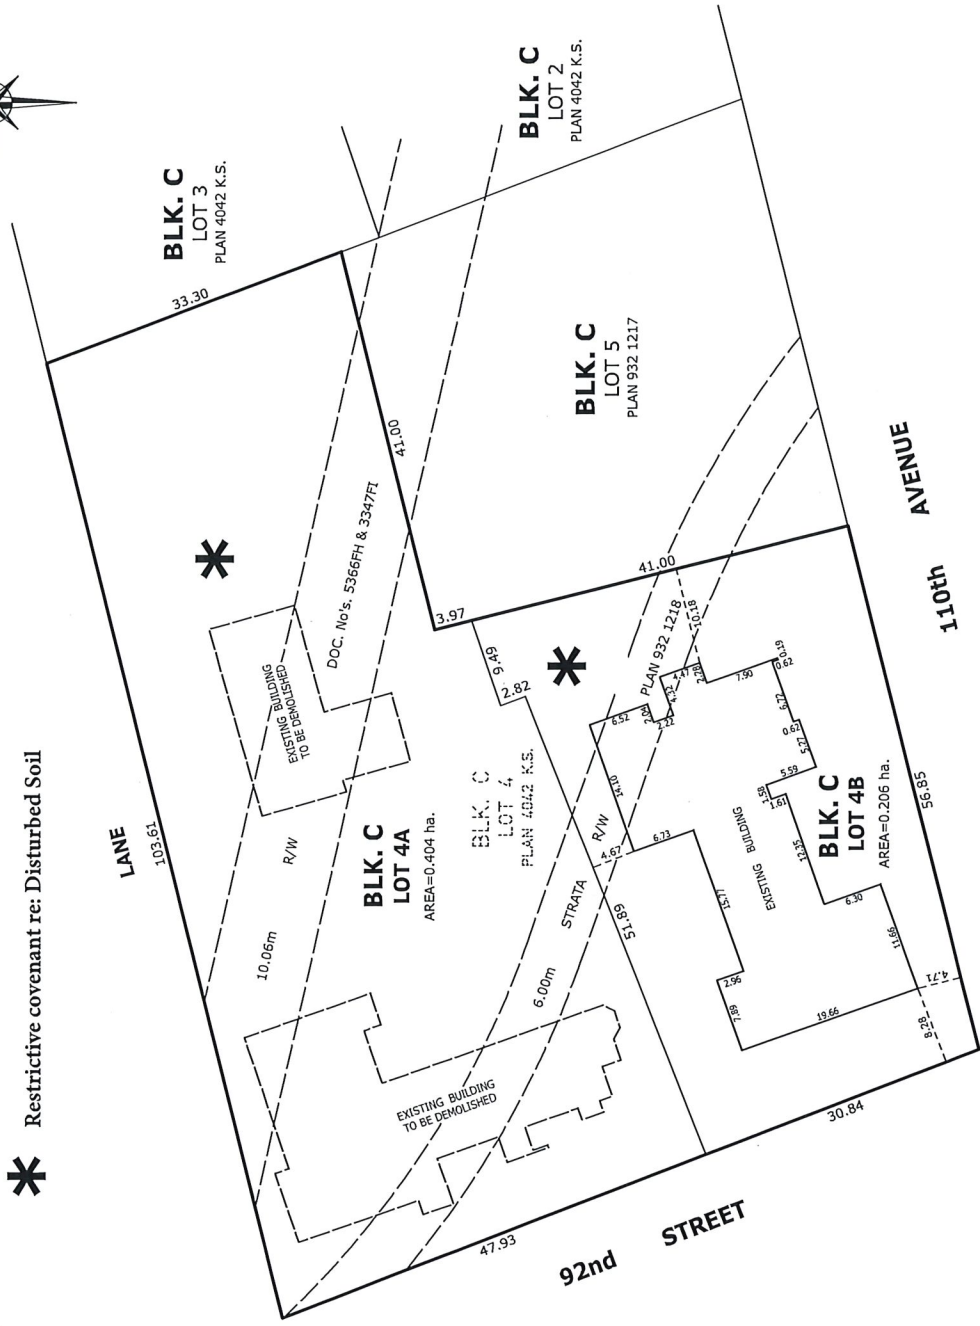 * Restrictive covenant re: Disturbed Soil
BLK. C
LOT 3
PLAN 4042 K.S.
BLK. C
LOT 2
PLAN 4042 K.S.
33.30
LANE
103.61
*
41.00
DOC. No's. 5366FH & 3347FI
EXISTING BUILDING
TO BE DEMOLISHED
BLK. C
LOT 5
PLAN 932 1217
R/W
10.06m
BLK. C
LOT 4A
AREA=0.404 ha.
3.97
9.49
2.82
*
BLK. C
LOT 4
PLAN 4042 K.S.
41.00
PLAN 932 1218
10.18
STRATA
R/W
6.00m
51.89
4.67
14.10
6.52
2.22
4.32
4.47
2.28
7.90
0.19
0.62
6.72
0.62
5.27
5.59
1.58
1.61
12.35
6.30
11.66
6.73
15.77
2.96
7.89
19.66
8.28
4.71
EXISTING BUILDING
BLK. C
LOT 4B
AREA=0.206 ha.
EXISTING BUILDING
TO BE DEMOLISHED
47.93
30.84
56.85
92nd STREET
110th AVENUE